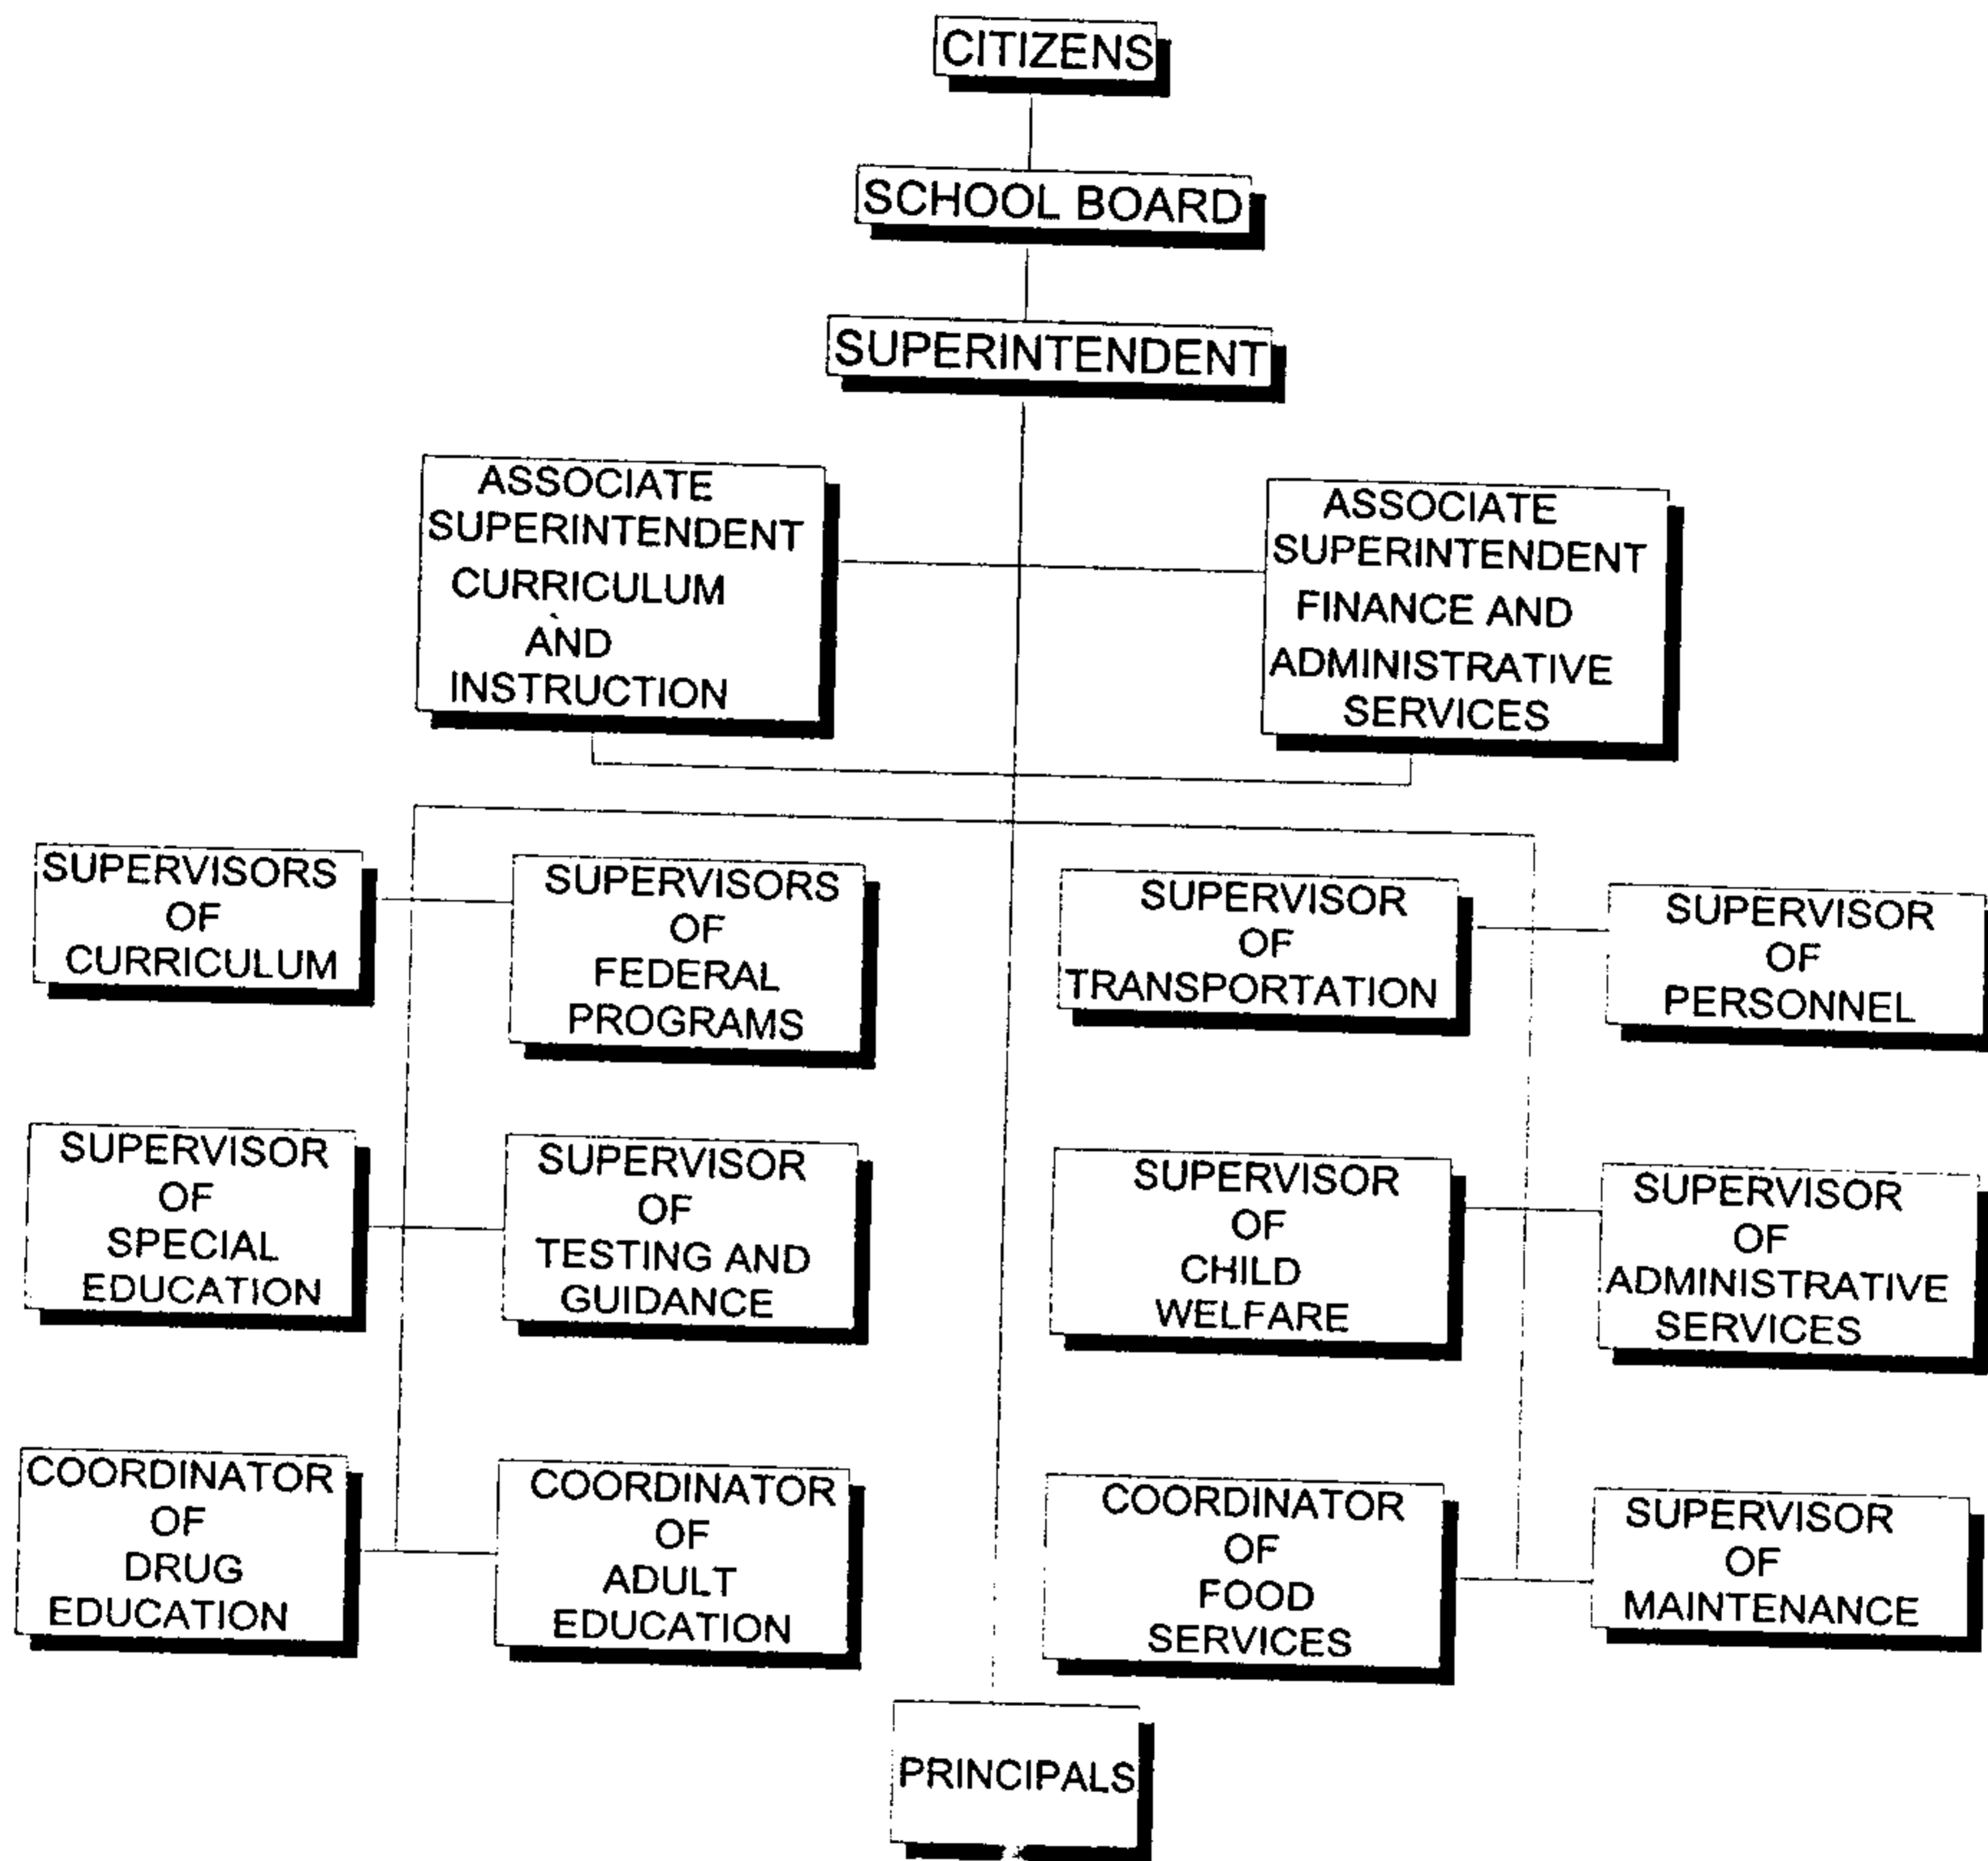 CITIZENS
SCHOOL BOARD
SUPERINTENDENT
ASSOCIATE
SUPERINTENDENT
CURRICULUM
AND
INSTRUCTION
ASSOCIATE
SUPERINTENDENT
FINANCE AND
ADMINISTRATIVE
SERVICES
SUPERVISORS
OF
CURRICULUM
SUPERVISORS
OF
FEDERAL
PROGRAMS
SUPERVISOR
OF
TRANSPORTATION
SUPERVISOR
OF
PERSONNEL
SUPERVISOR
OF
SPECIAL
EDUCATION
SUPERVISOR
OF
TESTING AND
GUIDANCE
SUPERVISOR
OF
CHILD
WELFARE
SUPERVISOR
OF
ADMINISTRATIVE
SERVICES
COORDINATOR
OF
DRUG
EDUCATION
COORDINATOR
OF
ADULT
EDUCATION
COORDINATOR
OF
FOOD
SERVICES
SUPERVISOR
OF
MAINTENANCE
PRINCIPALS